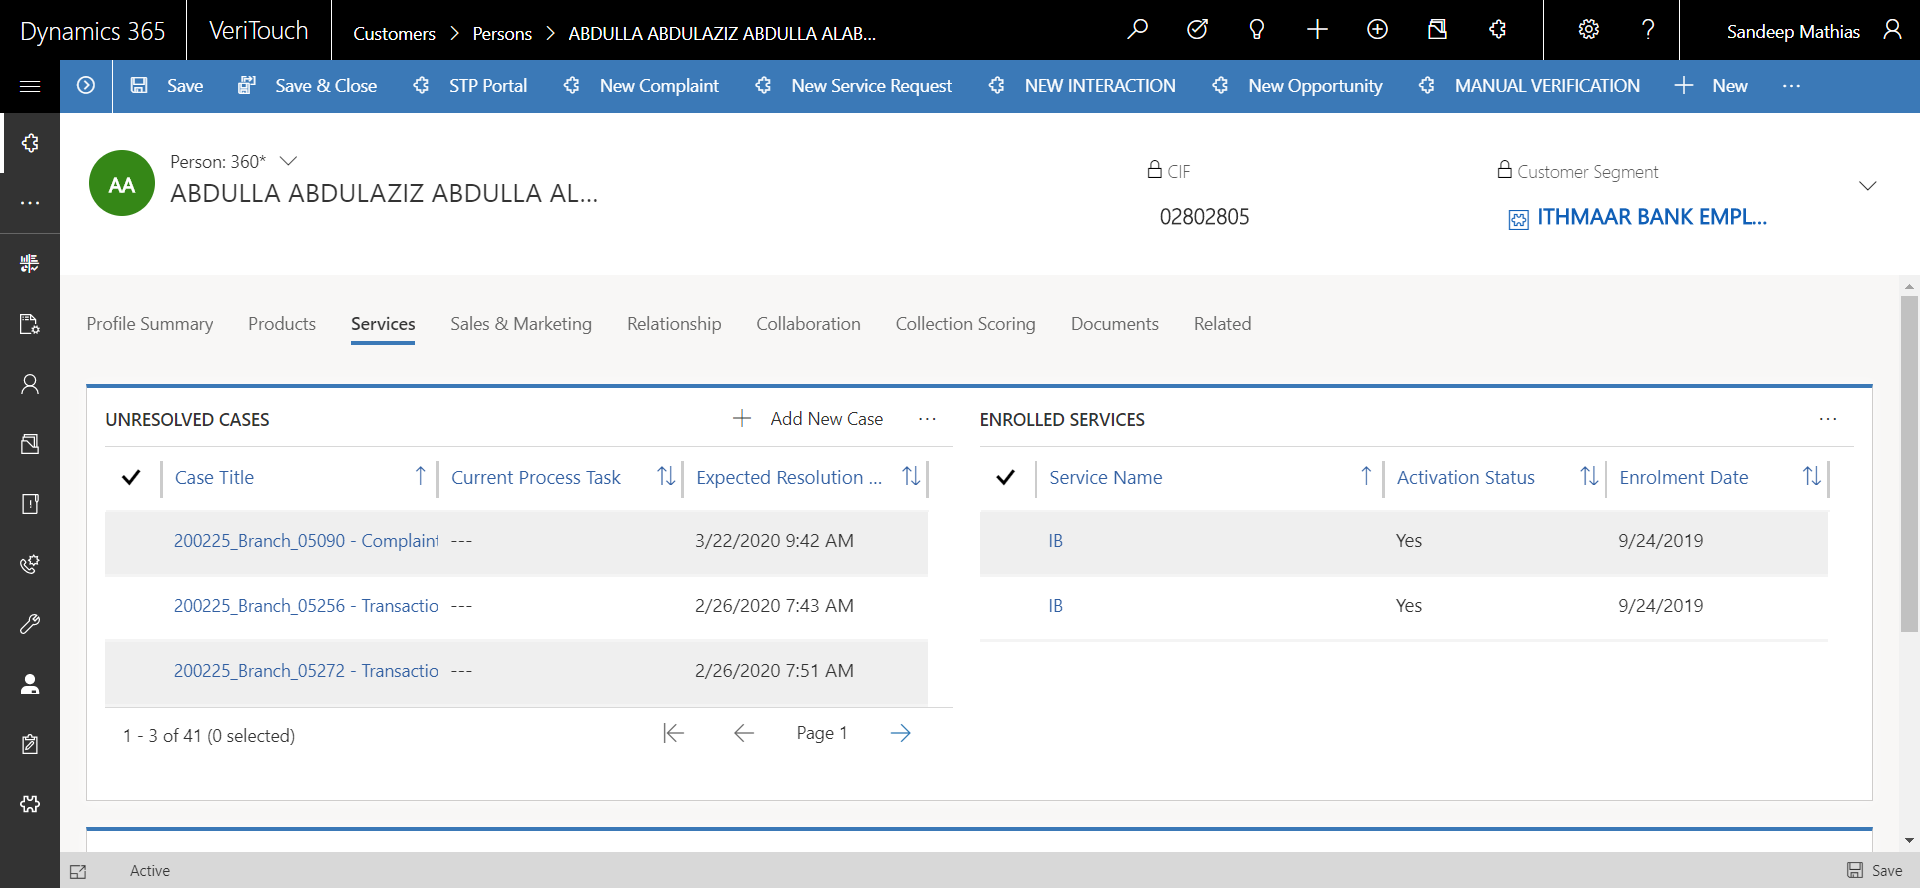 Dynamics 365 VeriTouch Customers > Persons > ABDULLA ABDULAZIZ ABDULLA ALAB... Sandeep Mathias
Save Save & Close STP Portal New Complaint New Service Request NEW INTERACTION New Opportunity MANUAL VERIFICATION New ...
AA
Person: 360*
ABDULLA ABDULAZIZ ABDULLA AL...
CIF
02802805
Customer Segment
ITHMAAR BANK EMPL...
Profile Summary Products Services Sales & Marketing Relationship Collaboration Collection Scoring Documents Related
UNRESOLVED CASES
+ Add New Case ...
Case Title Current Process Task Expected Resolution ...
200225_Branch_05090 - Complaint --- 3/22/2020 9:42 AM
200225_Branch_05256 - Transactio --- 2/26/2020 7:43 AM
200225_Branch_05272 - Transactio --- 2/26/2020 7:51 AM
1 - 3 of 41 (0 selected) Page 1
ENROLLED SERVICES ...
Service Name Activation Status Enrolment Date
IB Yes 9/24/2019
IB Yes 9/24/2019
Active Save